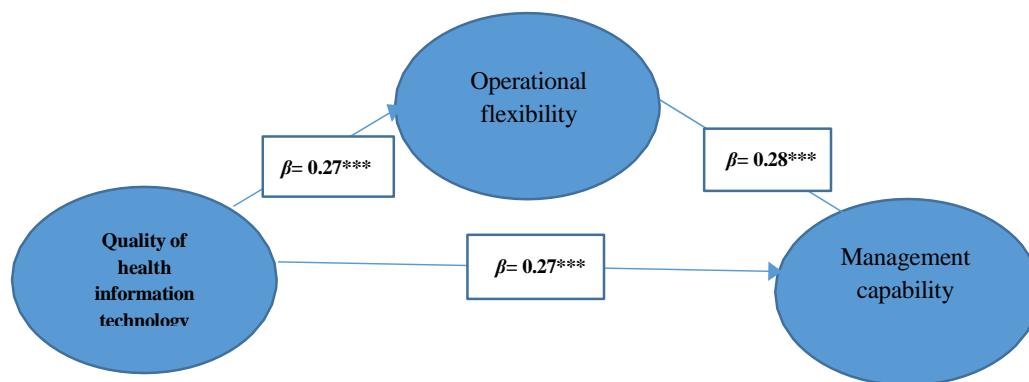 Operational
flexibility
β= 0.27***
β= 0.28***
Quality of
health
information
technology
β= 0.27***
Management
capability